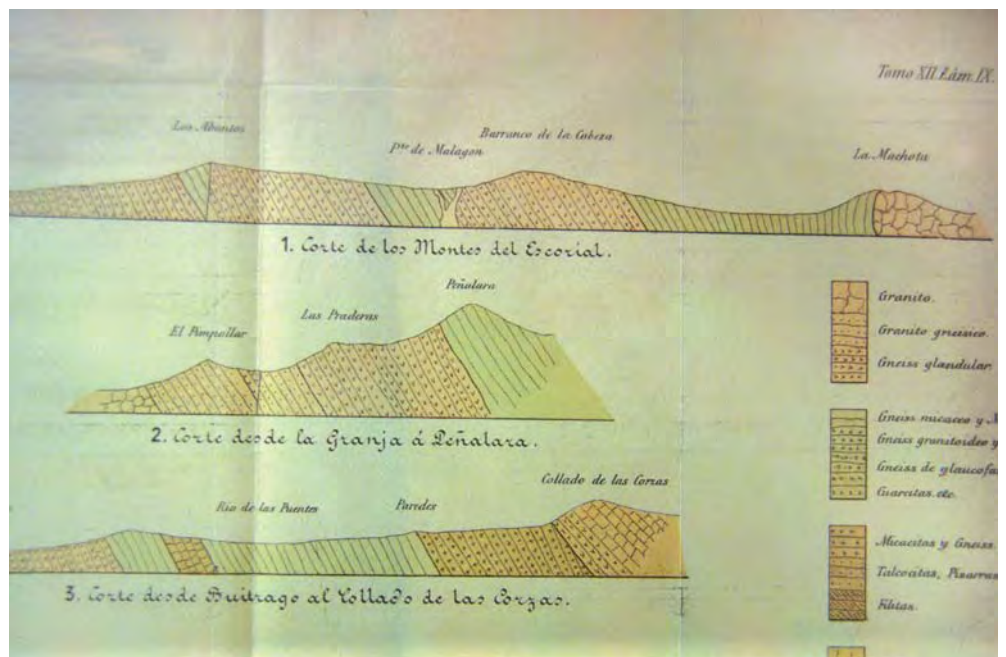 Tomo XII. Lám. IX.
Los Abantos
Pto de Malagon
Barranco de la Cabeza
La Machota
1. Corte de los Montes del Escorial.
Peñalara
Las Praderas
El Pimpollar
2. Corte desde la Granja á Peñalara.
Collado de las Corzas
Rio de las Puentes
Paredes
3. Corte desde Buitrago al Collado de las Corzas.
Granito.
Granito gneisico.
Gneiss glandular.
Gneiss micaceo y
Gneiss granitoideo y
Gneiss de
Cuarcitas. etc.
Micacitas y Gneiss.
Talcocitas, Pizarras
Filitas.